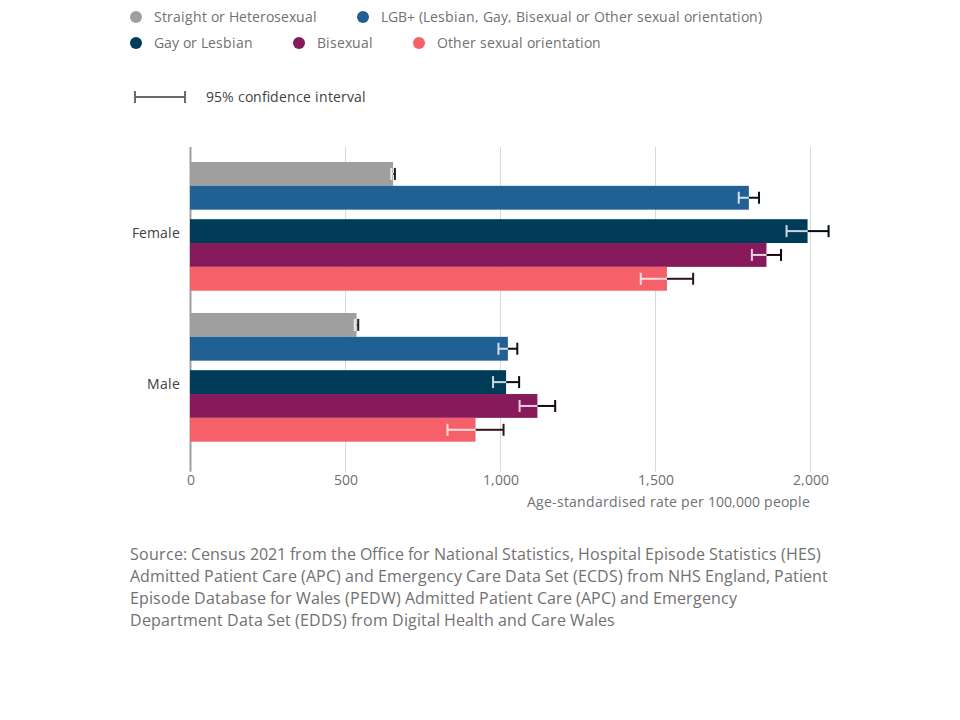 Straight or Heterosexual LGB+ (Lesbian, Gay, Bisexual or Other sexual orientation)
Gay or Lesbian Bisexual Other sexual orientation
95% confidence interval
Female
Male
0 500 1,000 1,500 2,000
Age-standardised rate per 100,000 people
Source: Census 2021 from the Office for National Statistics, Hospital Episode Statistics (HES)
Admitted Patient Care (APC) and Emergency Care Data Set (ECDS) from NHS England, Patient
Episode Database for Wales (PEDW) Admitted Patient Care (APC) and Emergency
Department Data Set (EDDS) from Digital Health and Care Wales